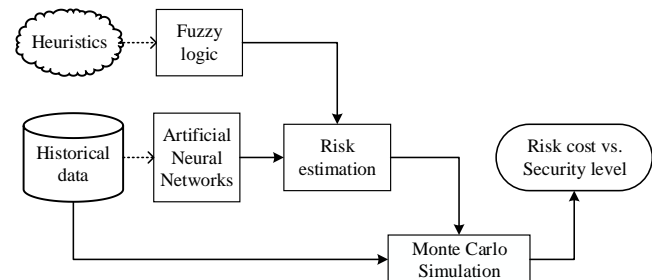 Heuristics
Fuzzy
logic
Historical
data
Artificial
Neural
Networks
Risk
estimation
Risk cost vs.
Security level
Monte Carlo
Simulation